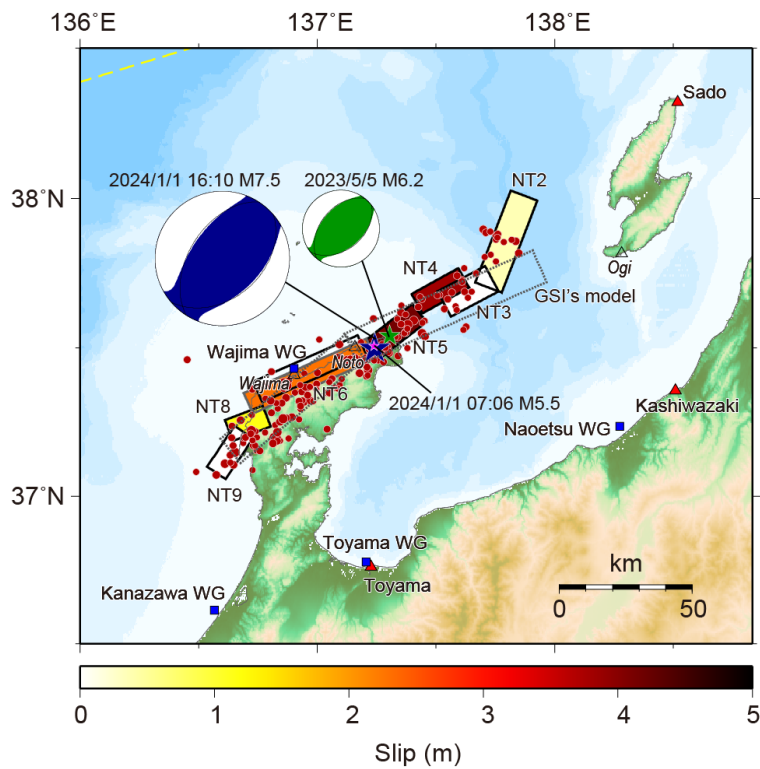 136°E
137°E
138°E
Sado
2024/1/1 16:10 M7.5
2023/5/5 M6.2
NT2
38°N
Ogi
NT4
GSI's model
NT3
Wajima WG
Noto
NT5
Wajima
NT6
2024/1/1 07:06 M5.5
NT8
Kashiwazaki
Naoetsu WG
37°N
NT9
Toyama WG
km
Toyama
Kanazawa WG
0
50
0
1
2
3
4
5
Slip (m)